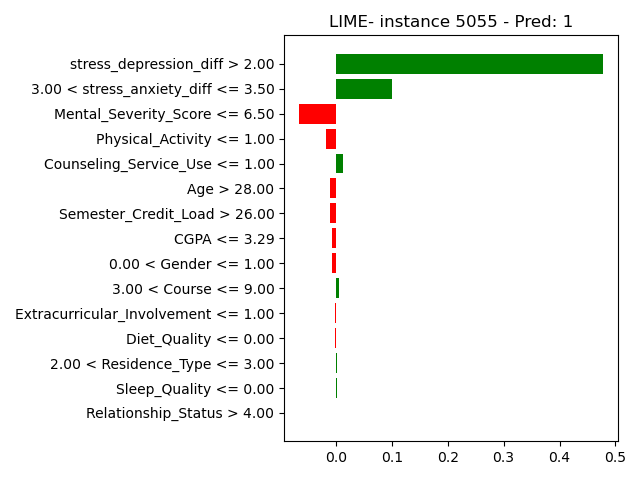 LIME- instance 5055 - Pred: 1
stress_depression_diff > 2.00
3.00 < stress_anxiety_diff <= 3.50
Mental_Severity_Score <= 6.50
Physical_Activity <= 1.00
Counseling_Service_Use <= 1.00
Age > 28.00
Semester_Credit_Load > 26.00
CGPA <= 3.29
0.00 < Gender <= 1.00
3.00 < Course <= 9.00
Extracurricular_Involvement <= 1.00
Diet_Quality <= 0.00
2.00 < Residence_Type <= 3.00
Sleep_Quality <= 0.00
Relationship_Status > 4.00
0.0 0.1 0.2 0.3 0.4 0.5